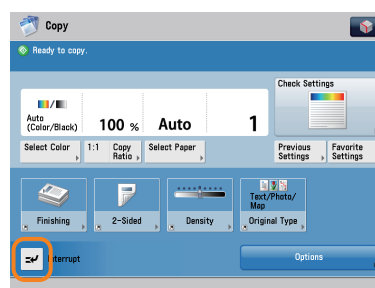 Copy
Ready to copy.
Check Settings
Auto
(Color/Black)
100 %
Auto
1
Select Color
1:1
Copy
Ratio
Select Paper
Previous
Settings
Favorite
Settings
Finishing
2-Sided
Density
Text/Photo/
Map
Original Type
Interrupt
Options